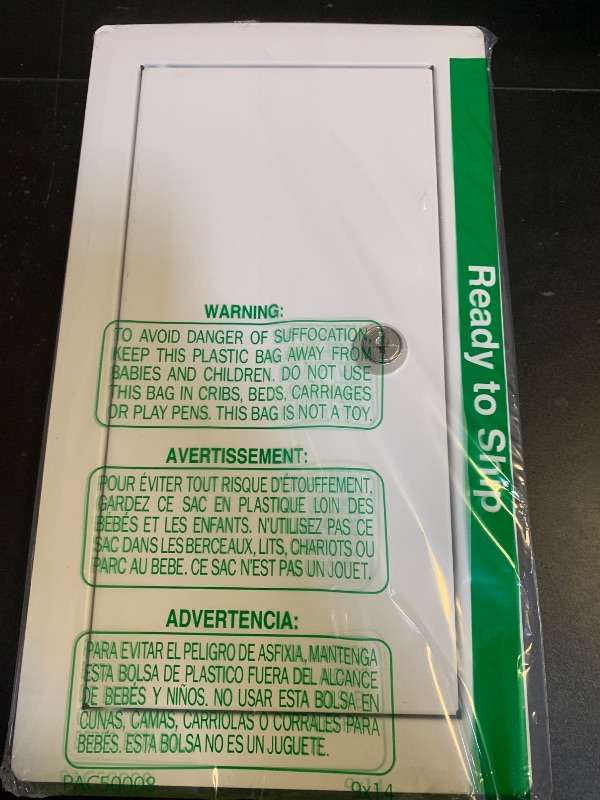 WARNING:
TO AVOID DANGER OF SUFFOCATION
KEEP THIS PLASTIC BAG AWAY FROM
BABIES AND CHILDREN. DO NOT USE
THIS BAG IN CRIBS, BEDS, CARRIAGES
OR PLAY PENS. THIS BAG IS NOT A TOY.
AVERTISSEMENT:
POUR ÉVITER TOUT RISQUE D'ÉTOUFFEMENT,
GARDEZ CE SAC EN PLASTIQUE LOIN DES
BÉBÉS ET LES ENFANTS. N'UTILISEZ PAS CE
SAC DANS LES BERCEAUX, LITS, CHARIOTS OU
PARC AU BEBE. CE SAC N'EST PAS UN JOUET.
ADVERTENCIA:
PARA EVITAR EL PELIGRO DE ASFIXIA, MANTENGA
ESTA BOLSA DE PLASTICO FUERA DEL ALCANCE
DE BEBÉS Y NIÑOS. NO USAR ESTA BOLSA EN
CUNAS, CAMAS, CARRIOLAS O CORRALES PARA
BEBÉS. ESTA BOLSA NO ES UN JUGUETE.
PAC50008 9x14
Ready to Ship